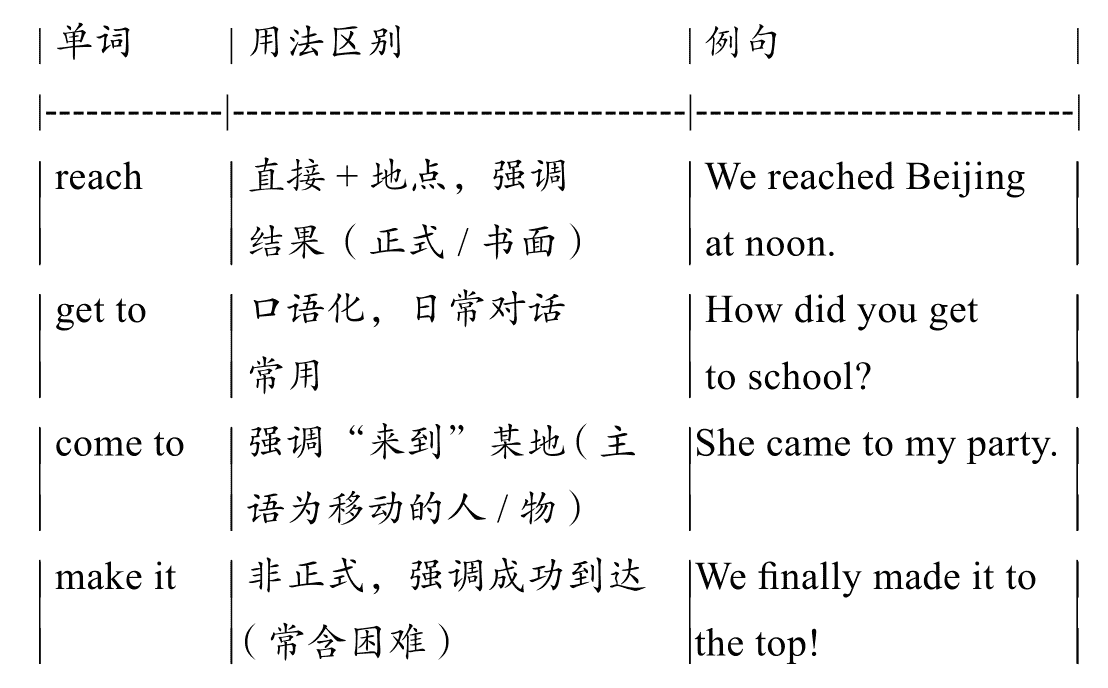 | 单词 | 用法区别 | 例句 |
|-------------|---------------------------------|----------------------------|
| reach | 直接 + 地点，强调 | We reached Beijing |
| | 结果（正式 / 书面） | at noon. |
| get to | 口语化，日常对话 | How did you get |
| | 常用 | to school? |
| come to | 强调“来到”某地（主 | She came to my party. |
| | 语为移动的人 / 物） | |
| make it | 非正式，强调成功到达 | We finally made it to |
| | （常含困难） | the top! |